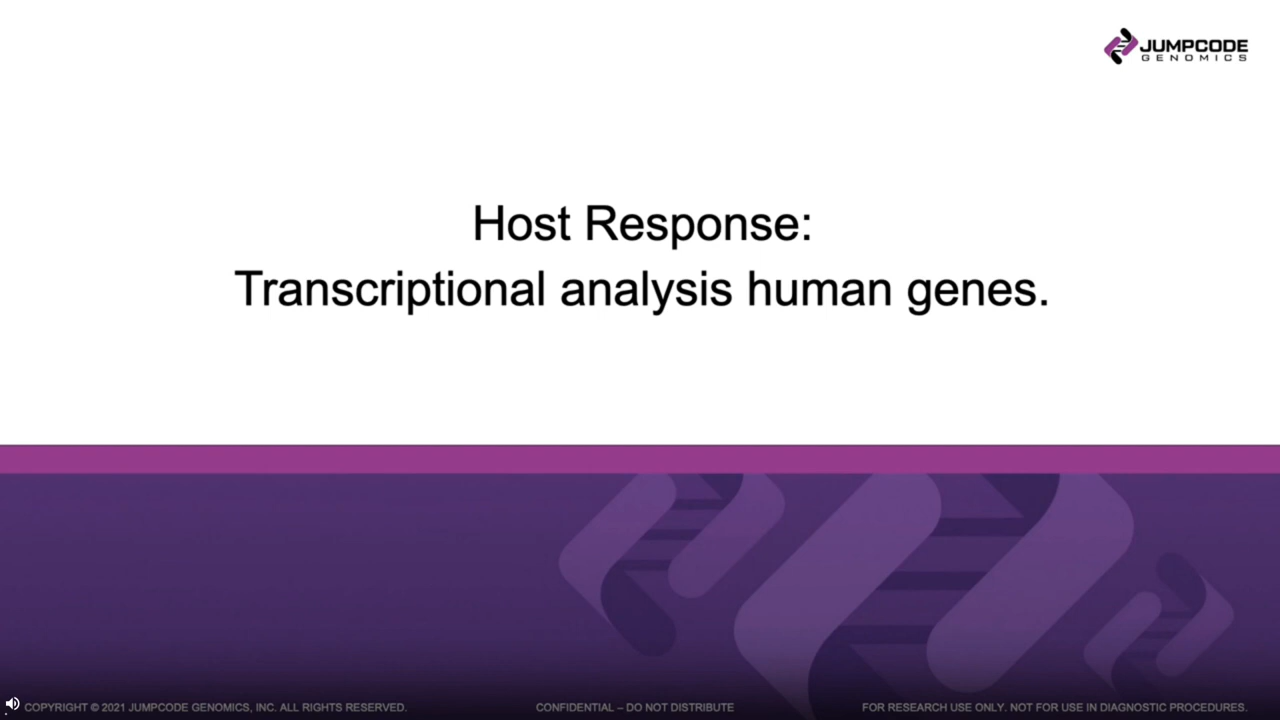 JUMPCODE
GENOMICS
Host Response:
Transcriptional analysis human genes.
COPYRIGHT © 2021 JUMPCODE GENOMICS, INC. ALL RIGHTS RESERVED.
CONFIDENTIAL – DO NOT DISTRIBUTE
FOR RESEARCH USE ONLY. NOT FOR USE IN DIAGNOSTIC PROCEDURES.